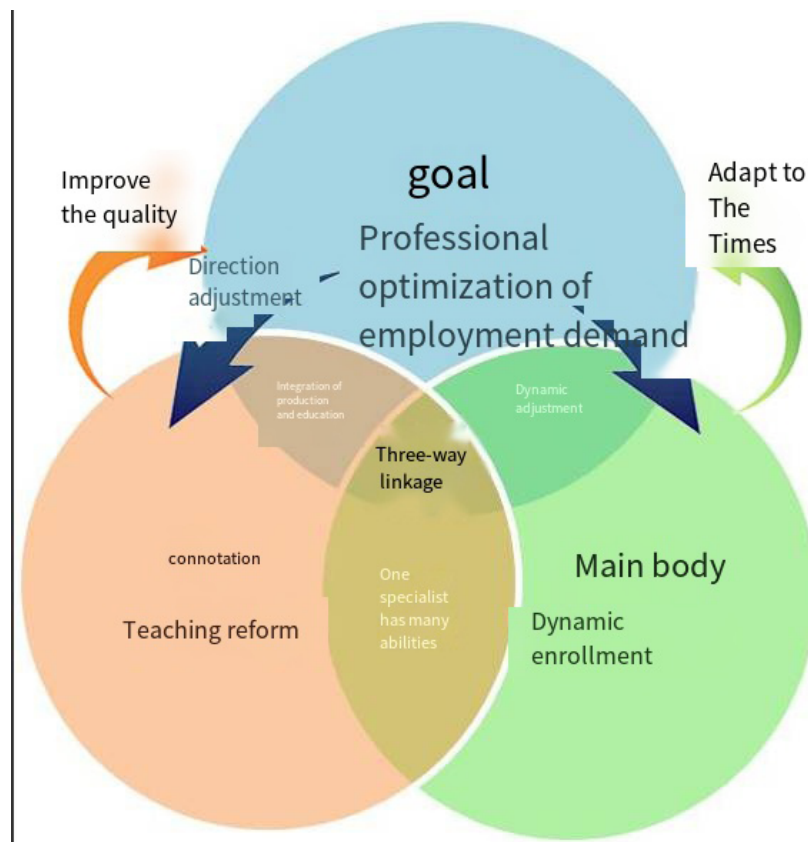 goal
Improve
the quality
Adapt to
The
Times
Professional
optimization of
employment demand
Direction
adjustment
Integration of
production
and education
Dynamic
adjustment
Three-way
linkage
connotation
Teaching reform
One
specialist
has many
abilities
Main body
Dynamic
enrollment